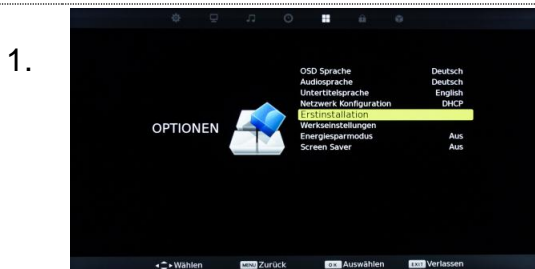 1.
OSD Sprache Deutsch
Audiosprache Deutsch
Untertitelsprache English
Netzwerk Konfiguration DHCP
Erstinstallation
OPTIONEN
Werkseinstellungen
Energiesparmodus Aus
Screen Saver Aus
Wählen MENU Zurück OK Auswählen EXIT Verlassen